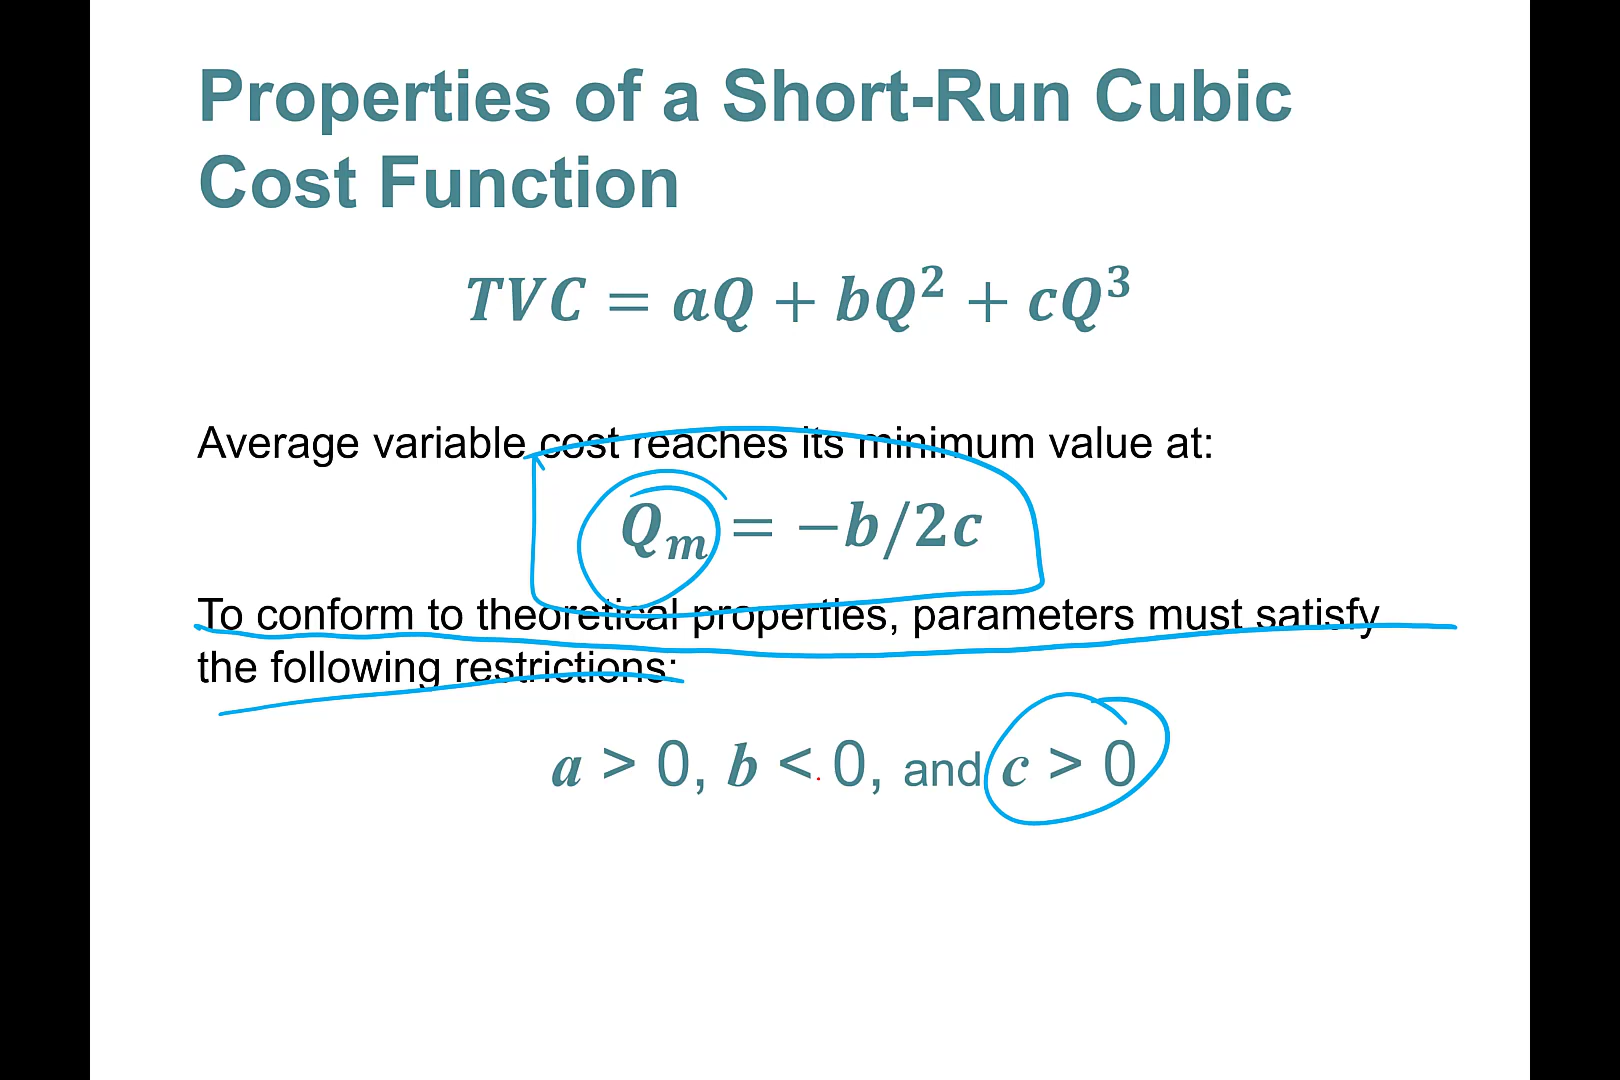 Properties of a Short-Run Cubic
Cost Function
TVC = aQ + bQ² + cQ³
Average variable cost reaches its minimum value at:
Qₘ = −b/2c
To conform to theoretical properties, parameters must satisfy
the following restrictions:
a > 0, b < 0, and c > 0